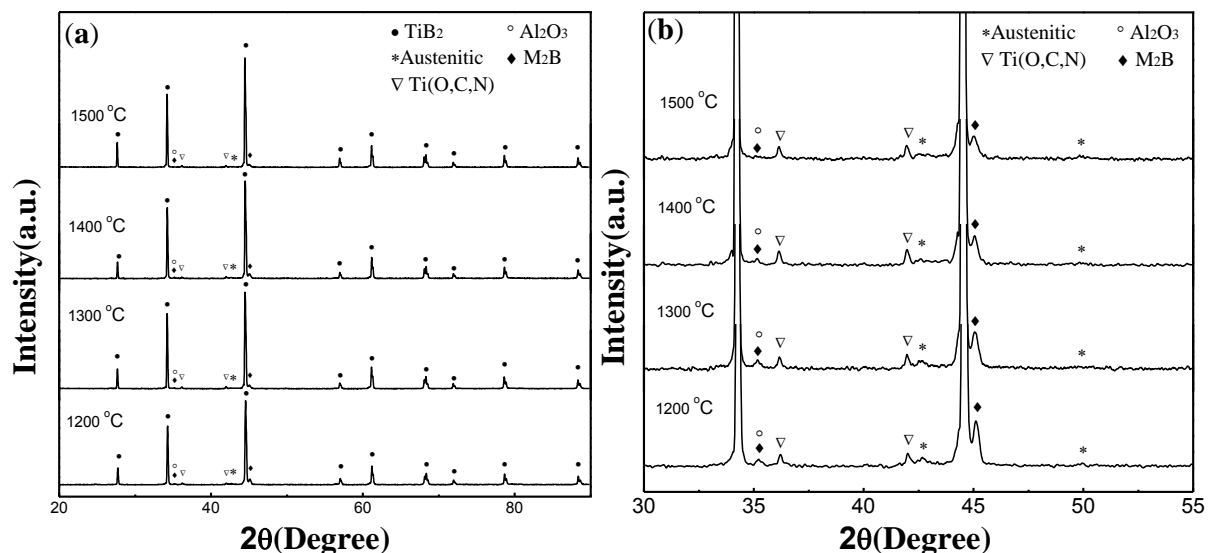 (a)
● TiB2
○ Al2O3
*Austenitic
♦ M2B
▽ Ti(O,C,N)
1500 °C
1400 °C
1300 °C
1200 °C
Intensity(a.u.)
20 40 60 80
2θ(Degree)
(b)
*Austenitic
○ Al2O3
▽ Ti(O,C,N)
♦ M2B
1500 °C
1400 °C
1300 °C
1200 °C
Intensity(a.u.)
30 35 40 45 50 55
2θ(Degree)